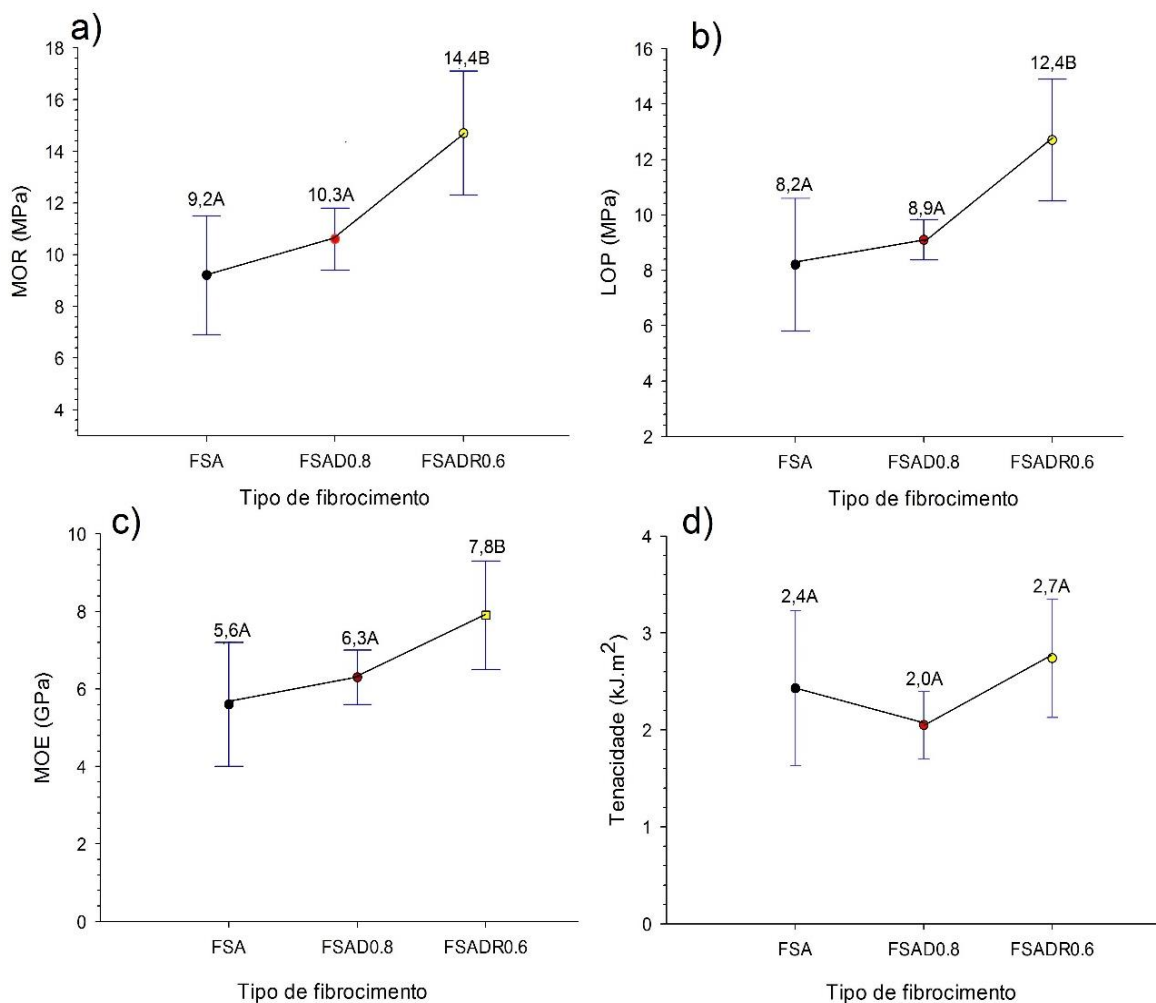 a)
MOR (MPa)
18
16
14
12
10
8
6
4
9,2A
10,3A
14,4B
FSA FSAD0.8 FSADR0.6
Tipo de fibrocimento
b)
LOP (MPa)
16
14
12
10
8
6
4
2
8,2A
8,9A
12,4B
FSA FSAD0.8 FSADR0.6
Tipo de fibrocimento
c)
MOE (GPa)
10
8
6
4
2
0
5,6A
6,3A
7,8B
FSA FSAD0.8 FSADR0.6
Tipo de fibrocimento
d)
Tenacidade (kJ.m²)
4
3
2
1
0
2,4A
2,0A
2,7A
FSA FSAD0.8 FSADR0.6
Tipo de fibrocimento